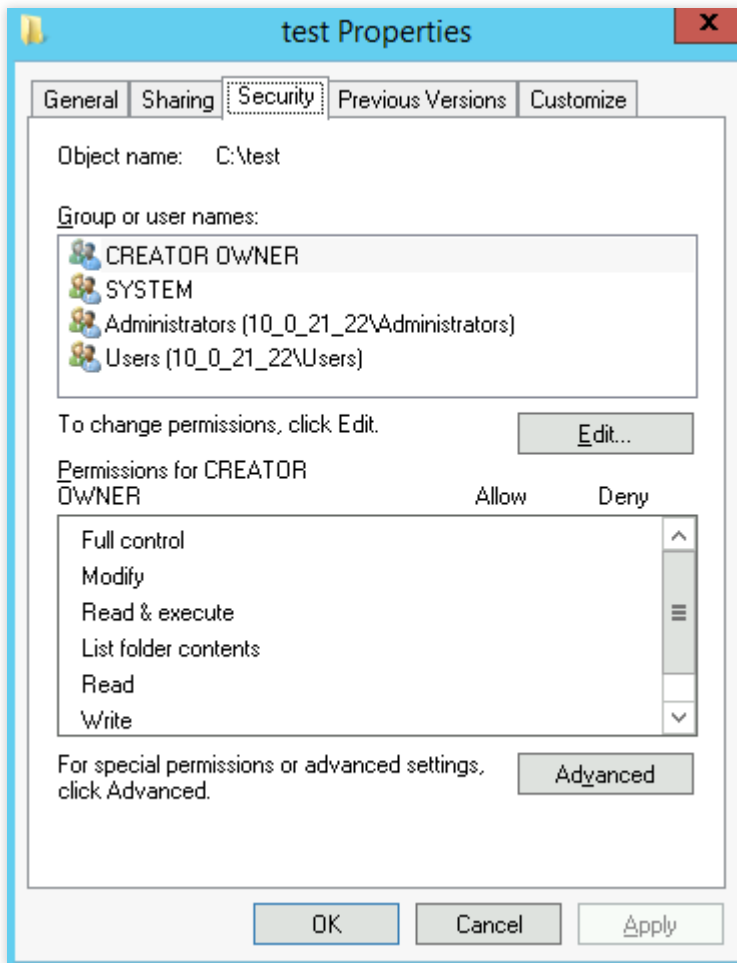 test Properties
x
General Sharing Security Previous Versions Customize
Object name: C:\test
Group or user names:
CREATOR OWNER
SYSTEM
Administrators (10_0_21_22\Administrators)
Users (10_0_21_22\Users)
To change permissions, click Edit.
Edit...
Permissions for CREATOR
OWNER Allow Deny
Full control
Modify
Read & execute
List folder contents
Read
Write
For special permissions or advanced settings,
click Advanced.
Advanced
OK Cancel Apply